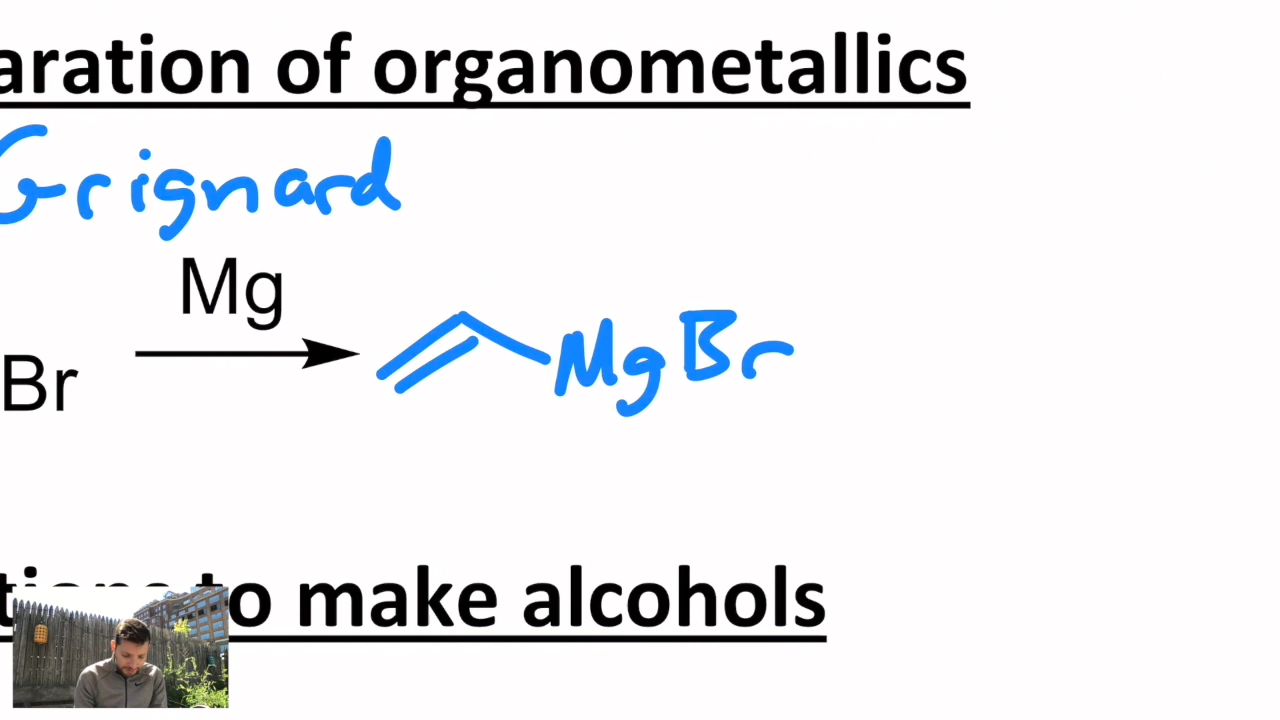 aration of organometallics
Grignard
Mg
Br
MgBr
to make alcohols